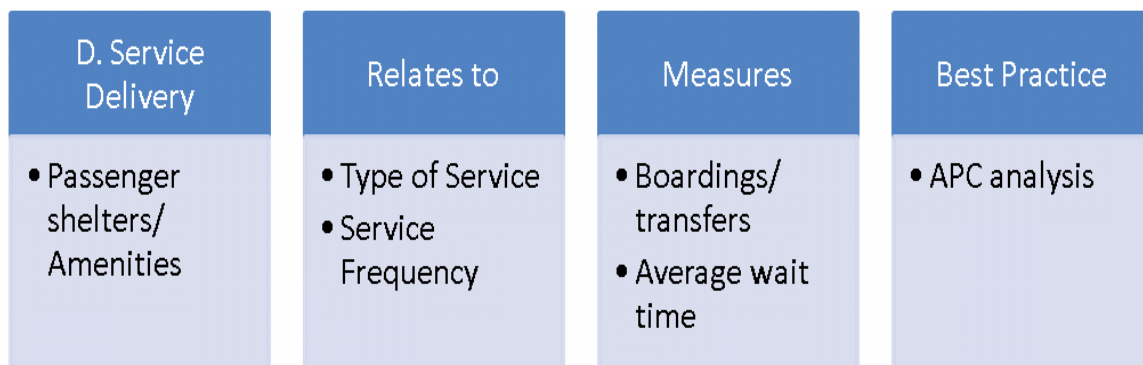 D. Service
Delivery
• Passenger
shelters/
Amenities
Relates to
• Type of Service
• Service
Frequency
Measures
• Boardings/
transfers
• Average wait
time
Best Practice
• APC analysis